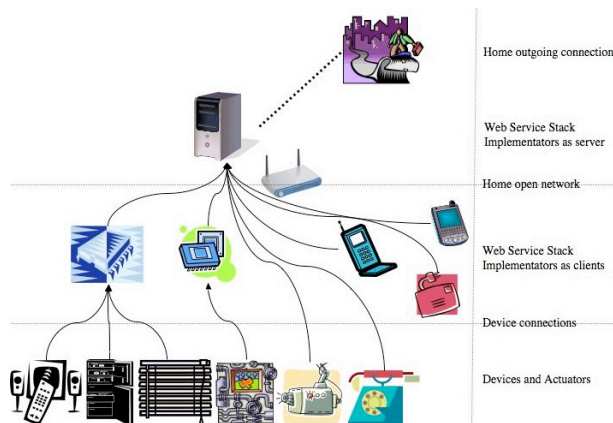 Home outgoing connection
Web Service Stack
Implementators as server
Home open network
Web Service Stack
Implementators as clients
Device connections
Devices and Actuators